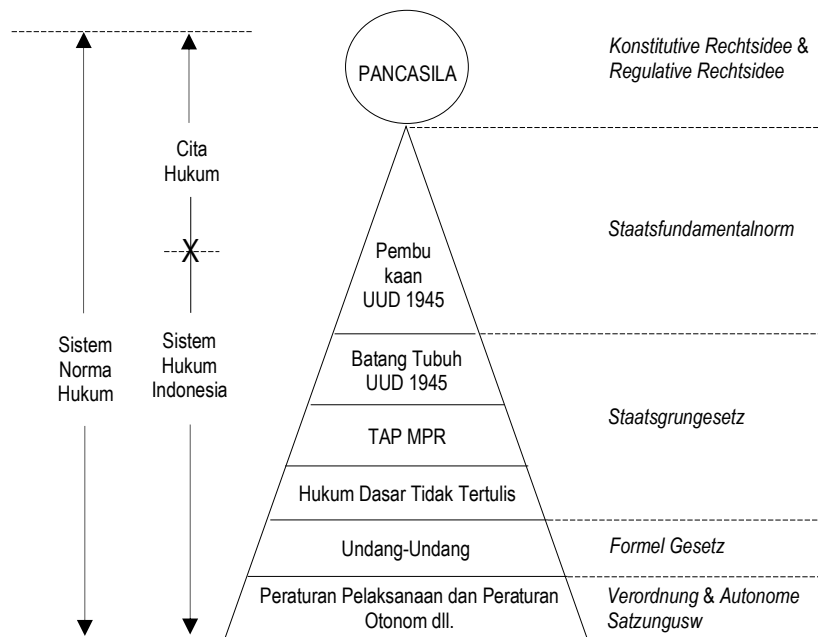 PANCASILA
Konstitutive Rechtsidee &
Regulative Rechtsidee
Cita
Hukum
X
Staatsfundamentalnorm
Pembu
kaan
UUD 1945
Sistem
Norma
Hukum
Sistem
Hukum
Indonesia
Batang Tubuh
UUD 1945
TAP MPR
Staatsgrungesetz
Hukum Dasar Tidak Tertulis
Undang-Undang
Formel Gesetz
Peraturan Pelaksanaan dan Peraturan
Otonom dll.
Verordnung & Autonome
Satzungusw